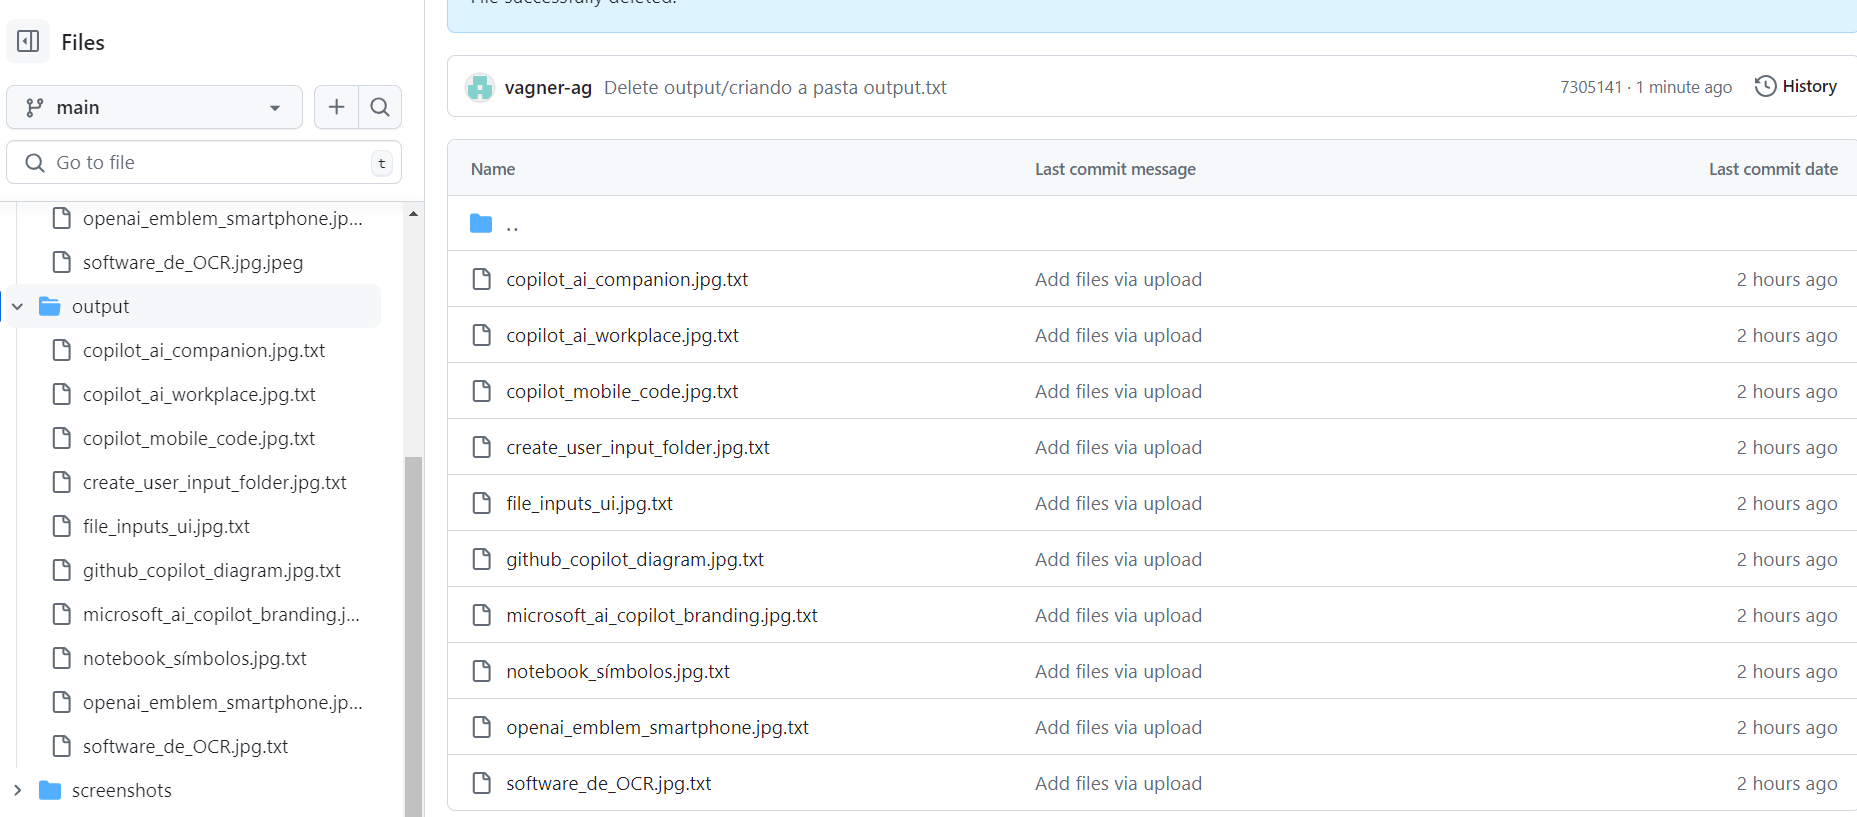 File successfully deleted.
Files
main
Go to file
t
openai_emblem_smartphone.jp...
software_de_OCR.jpg.jpeg
output
copilot_ai_companion.jpg.txt
copilot_ai_workplace.jpg.txt
copilot_mobile_code.jpg.txt
create_user_input_folder.jpg.txt
file_inputs_ui.jpg.txt
github_copilot_diagram.jpg.txt
microsoft_ai_copilot_branding.j...
notebook_símbolos.jpg.txt
openai_emblem_smartphone.jp...
software_de_OCR.jpg.txt
screenshots
vagner-ag Delete output/criando a pasta output.txt 7305141 · 1 minute ago History
Name Last commit message Last commit date
..
copilot_ai_companion.jpg.txt Add files via upload 2 hours ago
copilot_ai_workplace.jpg.txt Add files via upload 2 hours ago
copilot_mobile_code.jpg.txt Add files via upload 2 hours ago
create_user_input_folder.jpg.txt Add files via upload 2 hours ago
file_inputs_ui.jpg.txt Add files via upload 2 hours ago
github_copilot_diagram.jpg.txt Add files via upload 2 hours ago
microsoft_ai_copilot_branding.jpg.txt Add files via upload 2 hours ago
notebook_símbolos.jpg.txt Add files via upload 2 hours ago
openai_emblem_smartphone.jpg.txt Add files via upload 2 hours ago
software_de_OCR.jpg.txt Add files via upload 2 hours ago